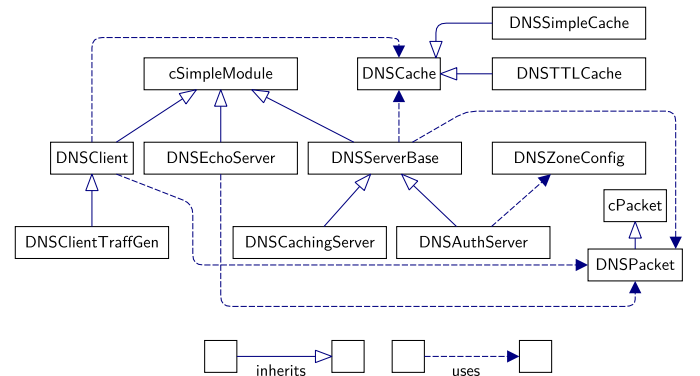 DNSSimpleCache
cSimpleModule
DNSCache
DNSTTLCache
DNSClient
DNSEchoServer
DNSServerBase
DNSZoneConfig
cPacket
DNSClientTraffGen
DNSCachingServer
DNSAuthServer
DNSPacket
inherits
uses